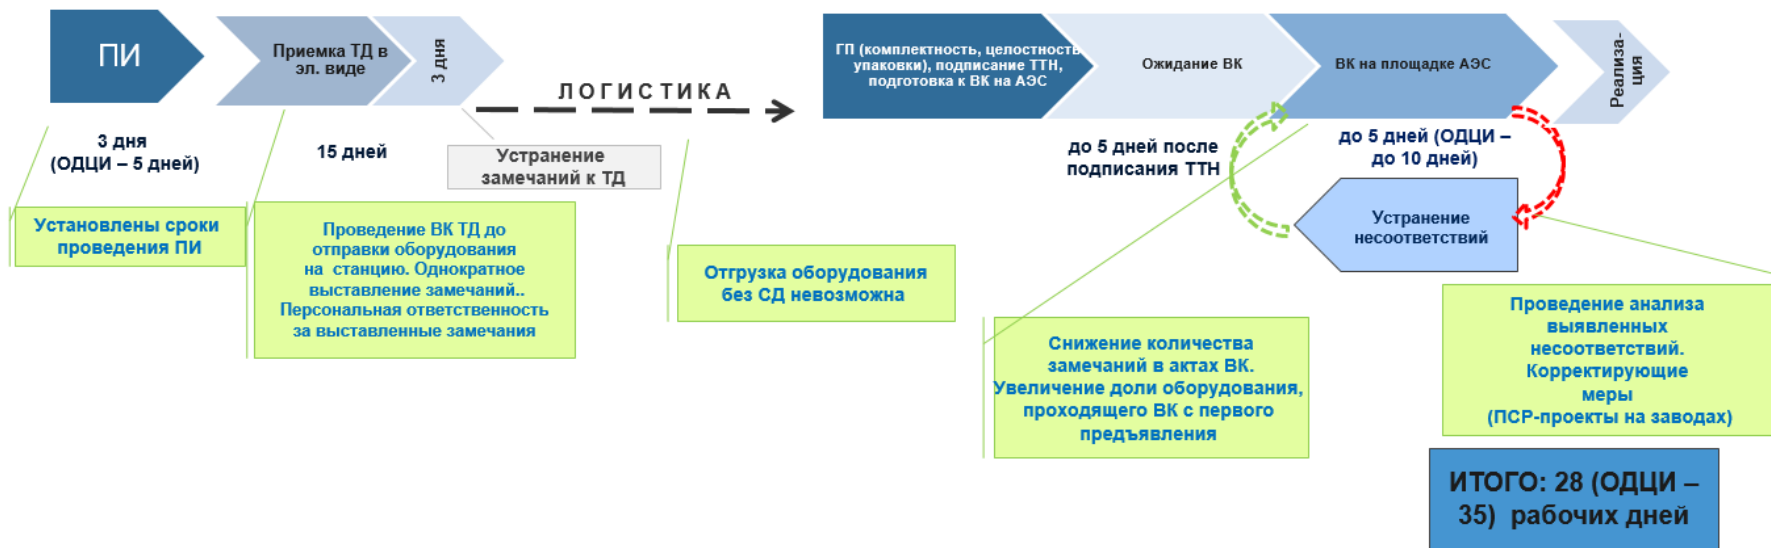 ПИ
Приемка ТД в
эл. виде
3 дня
ЛОГИСТИКА
ГП (комплектность, целостность
упаковки), подписание ТТН,
подготовка к ВК на АЭС
Ожидание ВК
ВК на площадке АЭС
Реализа-
ция
3 дня
(ОДЦИ – 5 дней)
15 дней
Устранение
замечаний к ТД
до 5 дней после
подписания ТТН
до 5 дней (ОДЦИ –
до 10 дней)
Устранение
несоответствий
Установлены сроки
проведения ПИ
Проведение ВК ТД до
отправки оборудования
на станцию. Однократное
выставление замечаний..
Персональная ответственность
за выставленные замечания
Отгрузка оборудования
без СД невозможна
Снижение количества
замечаний в актах ВК.
Увеличение доли оборудования,
проходящего ВК с первого
предъявления
Проведение анализа
выявленных
несоответствий.
Корректирующие
меры
(ПСР-проекты на заводах)
ИТОГО: 28 (ОДЦИ –
35) рабочих дней